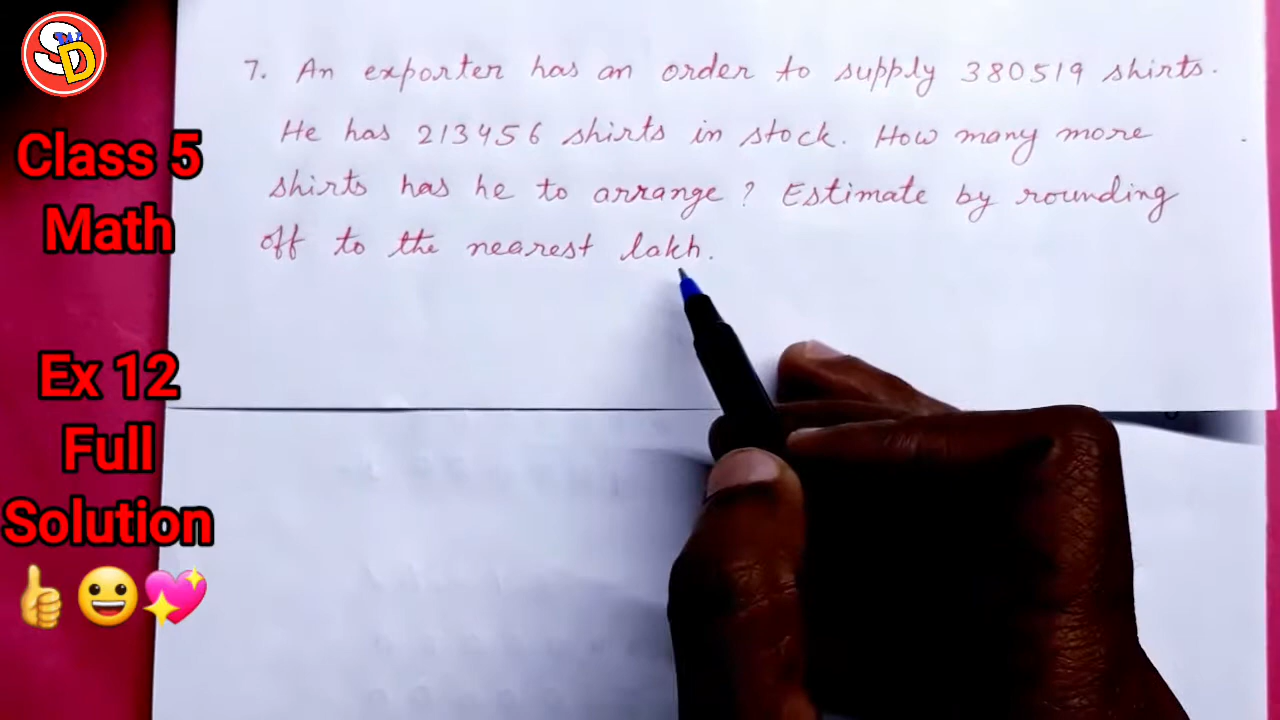 SD
Class 5
Math
Ex 12
Full
Solution
7. An exporter has an order to supply 380519 shirts.
He has 213456 shirts in stock. How many more
shirts has he to arrange? Estimate by rounding
off to the nearest lakh.